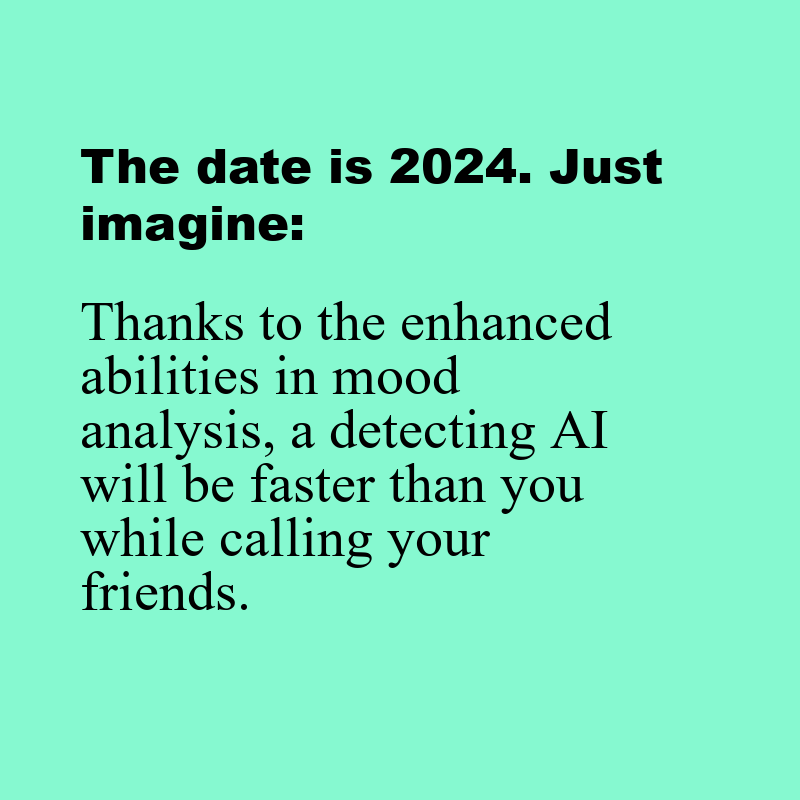 The date is 2024. Just
imagine:
Thanks to the enhanced
abilities in mood
analysis, a detecting AI
will be faster than you
while calling your
friends.